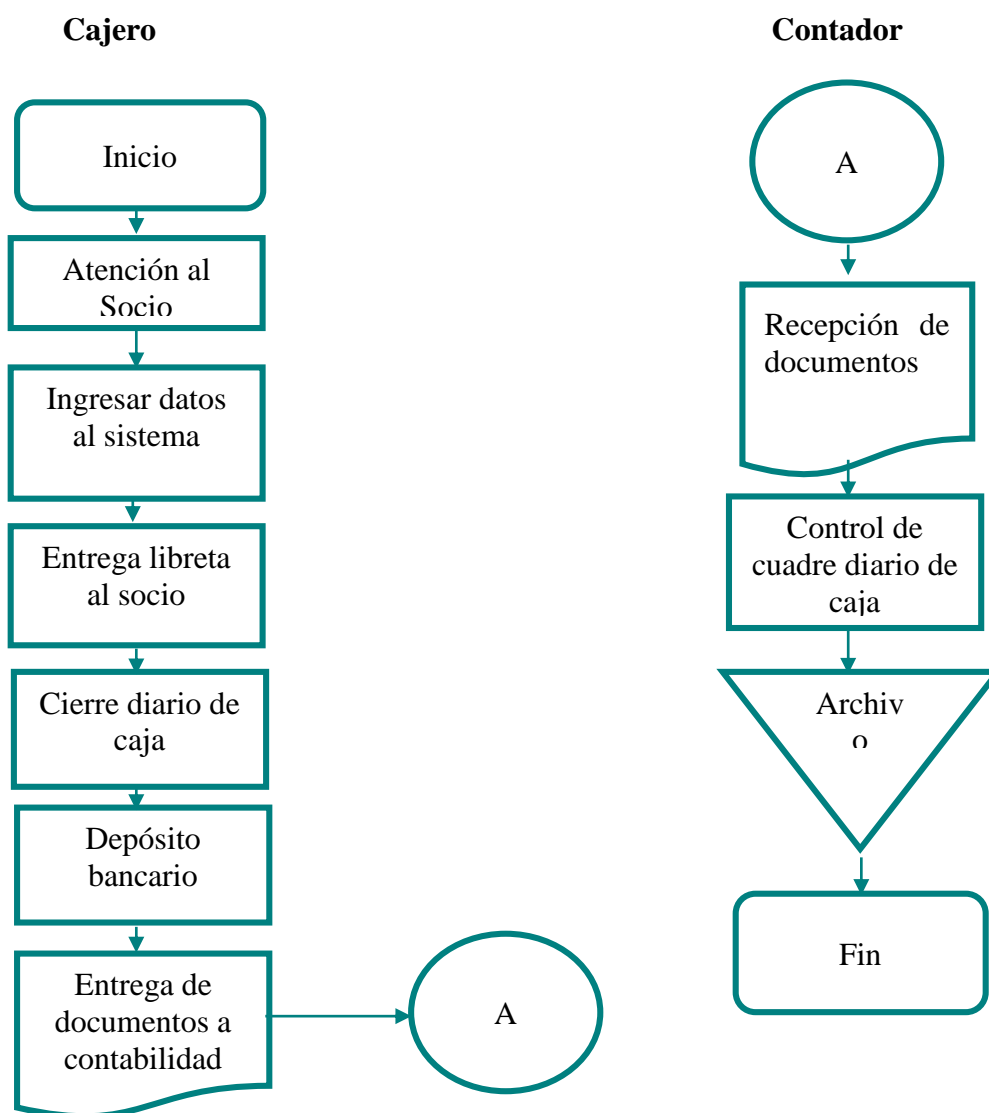 Cajero
Inicio
Atención al
Socio
Ingresar datos
al sistema
Entrega libreta
al socio
Cierre diario de
caja
Depósito
bancario
Entrega de
documentos a
contabilidad
A
Contador
A
Recepción de
documentos
Control de
cuadre diario de
caja
Archiv
o
Fin